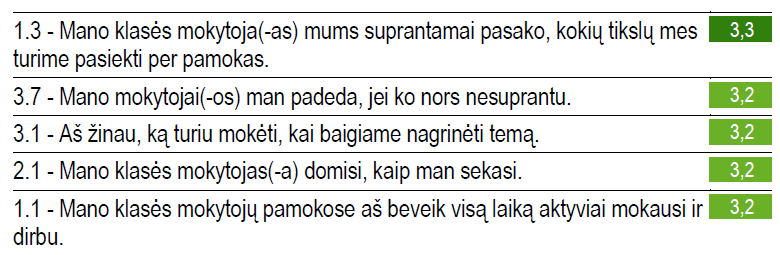 1.3 - Mano klasės mokytoja(-as) mums suprantamai pasako, kokių tikslų mes 3,3
turime pasiekti per pamokas.
3.7 - Mano mokytojai(-os) man padeda, jei ko nors nesuprantu. 3,2
3.1 - Aš žinau, ką turiu mokėti, kai baigiame nagrinėti temą. 3,2
2.1 - Mano klasės mokytojas(-a) domisi, kaip man sekasi. 3,2
1.1 - Mano klasės mokytojų pamokose aš beveik visą laiką aktyviai mokausi ir 3,2
dirbu.